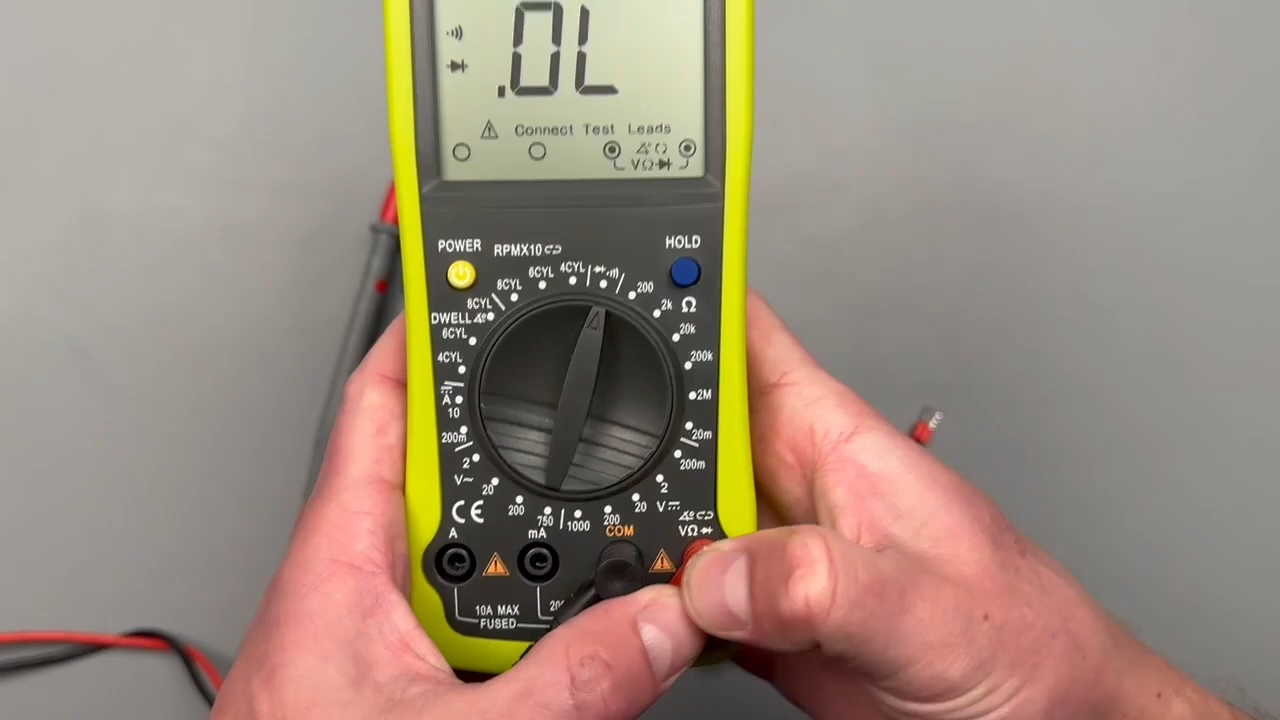 .OL
Connect Test Leads
VΩ
POWER
RPMX10
HOLD
8CYL 6CYL 4CYL 200
8CYL
2k Ω
DWELL
6CYL
20k
4CYL
200k
A
10
2M
200m
20m
2
200m
V~
20
2
CE
200
20
V
750
1000
200
A
mA
COM
VΩ
10A MAX
FUSED